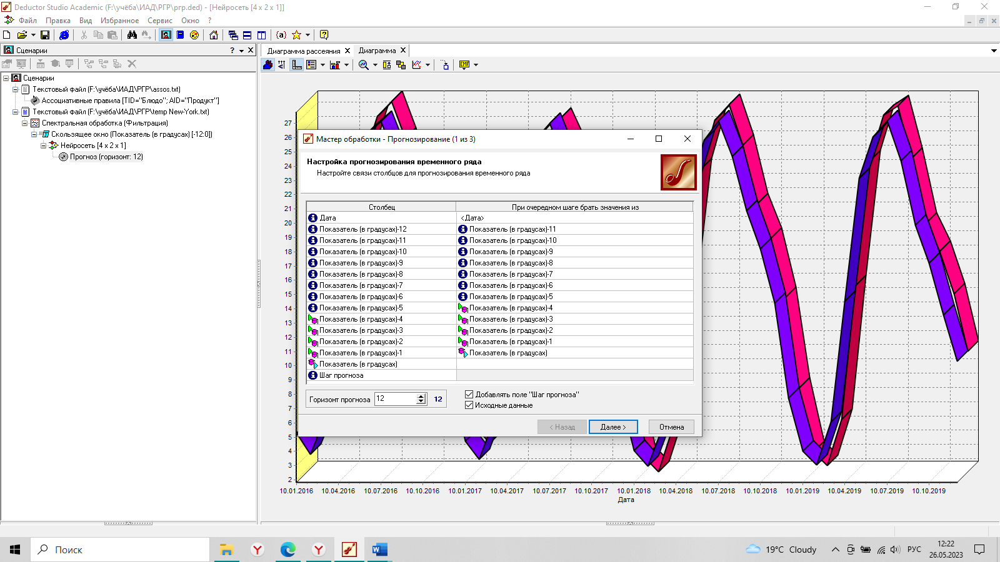 Deductor Studio Academic (F:\учёба\ИАД\РГР\ргр.ded) - [Нейросеть [4 x 2 x 1]]
Файл Правка Вид Избранное Сервис Окно ?
Сценарии
?
Диаграмма рассеяния
Диаграмма
EMF
Сценарии
Текстовый файл (F:\учёба\ИАД\РГР\assos.txt)
Ассоциативные правила [TID="Блюдо"; AID="Продукт"]
Текстовый файл (F:\учёба\ИАД\РГР\temp New-York.txt)
Спектральная обработка (Фильтрация)
Скользящее окно (Показатель (в градусах) [-12:0])
Нейросеть [4 x 2 x 1]
Прогноз (горизонт: 12)
27
26
25
24
23
22
21
20
19
18
17
16
15
14
13
12
11
10
9
8
7
6
5
4
3
2
10.01.2016 10.04.2016 10.07.2016 10.10.2016 10.01.2017 10.04.2017 10.07.2017 10.10.2017 10.01.2018 10.04.2018 10.07.2018 10.10.2018 10.01.2019 10.04.2019 10.07.2019 10.10.2019
Дата
Мастер обработки - Прогнозирование (1 из 3)
Настройка прогнозирования временного ряда
Настройте связи столбцов для прогнозирования временного ряда
Столбец При очередном шаге брать значения из
Дата <Дата>
Показатель (в градусах)-12 Показатель (в градусах)-11
Показатель (в градусах)-11 Показатель (в градусах)-10
Показатель (в градусах)-10 Показатель (в градусах)-9
Показатель (в градусах)-9 Показатель (в градусах)-8
Показатель (в градусах)-8 Показатель (в градусах)-7
Показатель (в градусах)-7 Показатель (в градусах)-6
Показатель (в градусах)-6 Показатель (в градусах)-5
Показатель (в градусах)-5 Показатель (в градусах)-4
Показатель (в градусах)-4 Показатель (в градусах)-3
Показатель (в градусах)-3 Показатель (в градусах)-2
Показатель (в градусах)-2 Показатель (в градусах)-1
Показатель (в градусах)-1 Показатель (в градусах)
Показатель (в градусах)
Шаг прогноза
Горизонт прогноза 12 12
Добавлять поле "Шаг прогноза"
Исходные данные
< Назад Далее > Отмена
Поиск
19°C Cloudy
РУС
12:22
26.05.2023